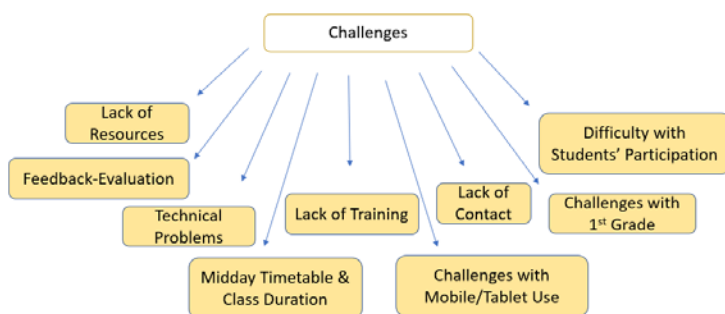 Challenges
Lack of
Resources
Feedback-Evaluation
Technical
Problems
Midday Timetable &
Class Duration
Lack of Training
Challenges with
Mobile/Tablet Use
Lack of
Contact
Challenges with
1st Grade
Difficulty with
Students’ Participation